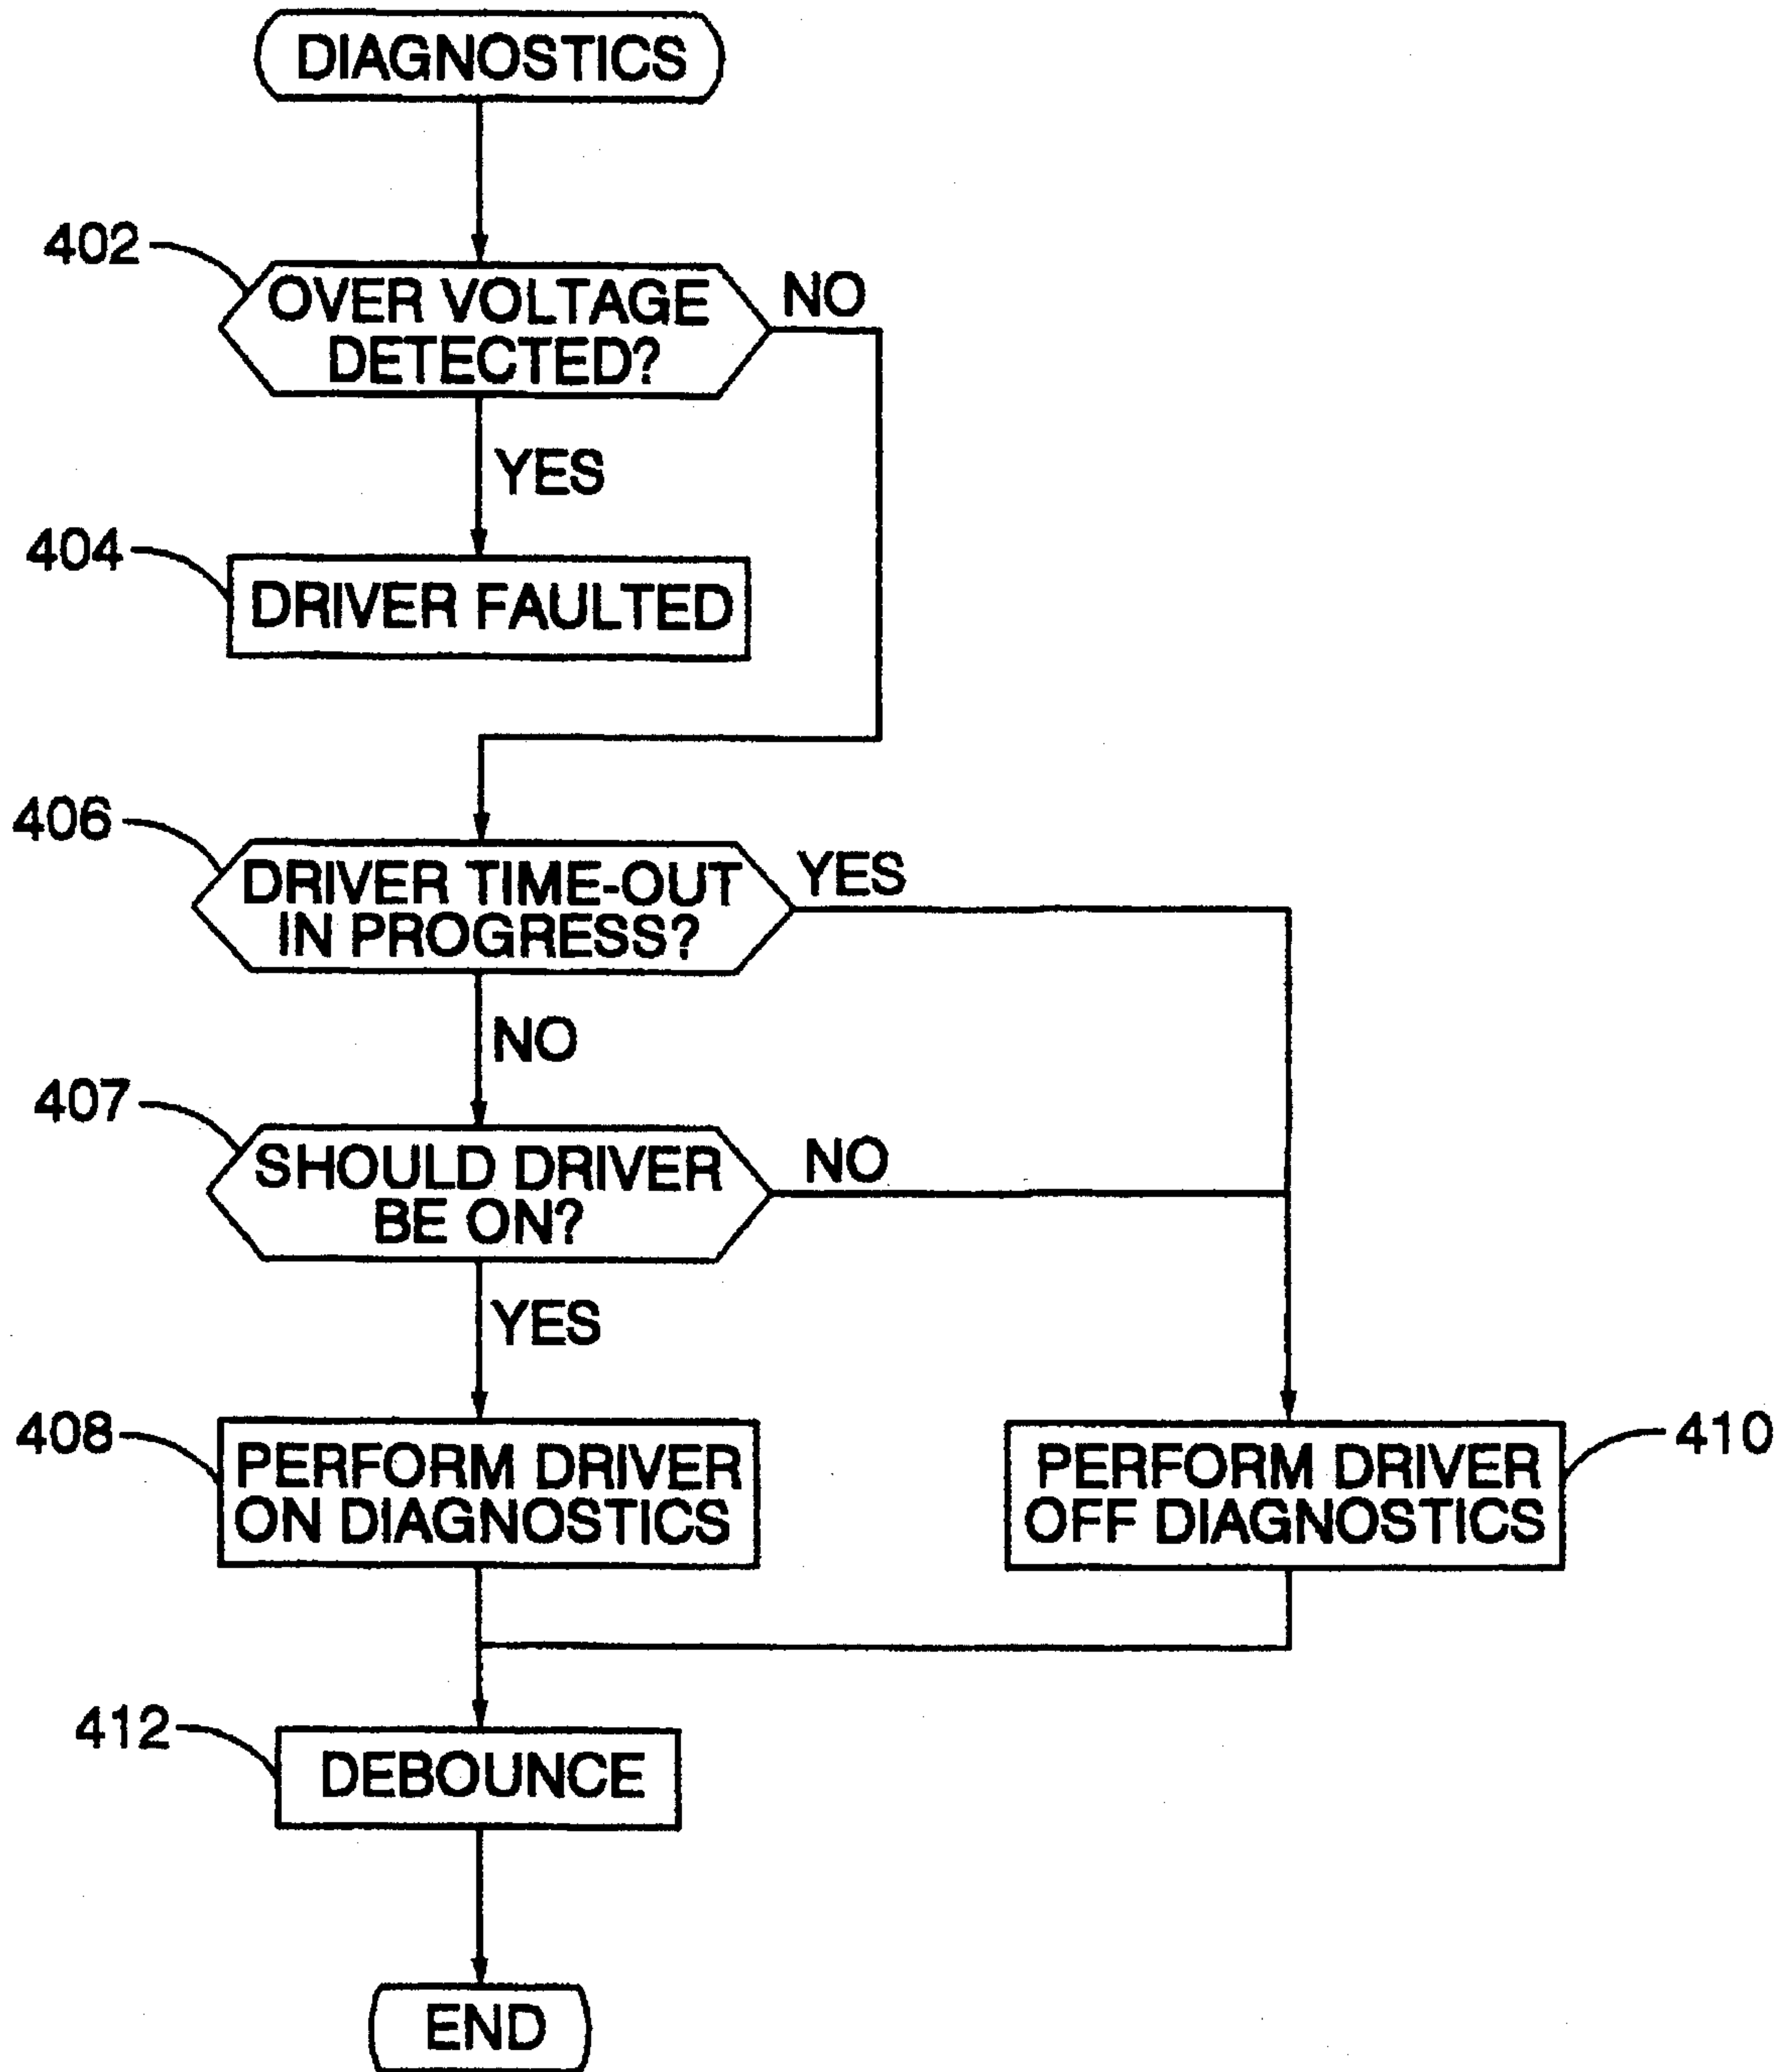 DIAGNOSTICS
402
OVER VOLTAGE
DETECTED?
NO
YES
404
DRIVER FAULTED
406
DRIVER TIME-OUT
IN PROGRESS?
YES
NO
407
SHOULD DRIVER
BE ON?
NO
YES
408
PERFORM DRIVER
ON DIAGNOSTICS
PERFORM DRIVER
OFF DIAGNOSTICS
410
412
DEBOUNCE
END